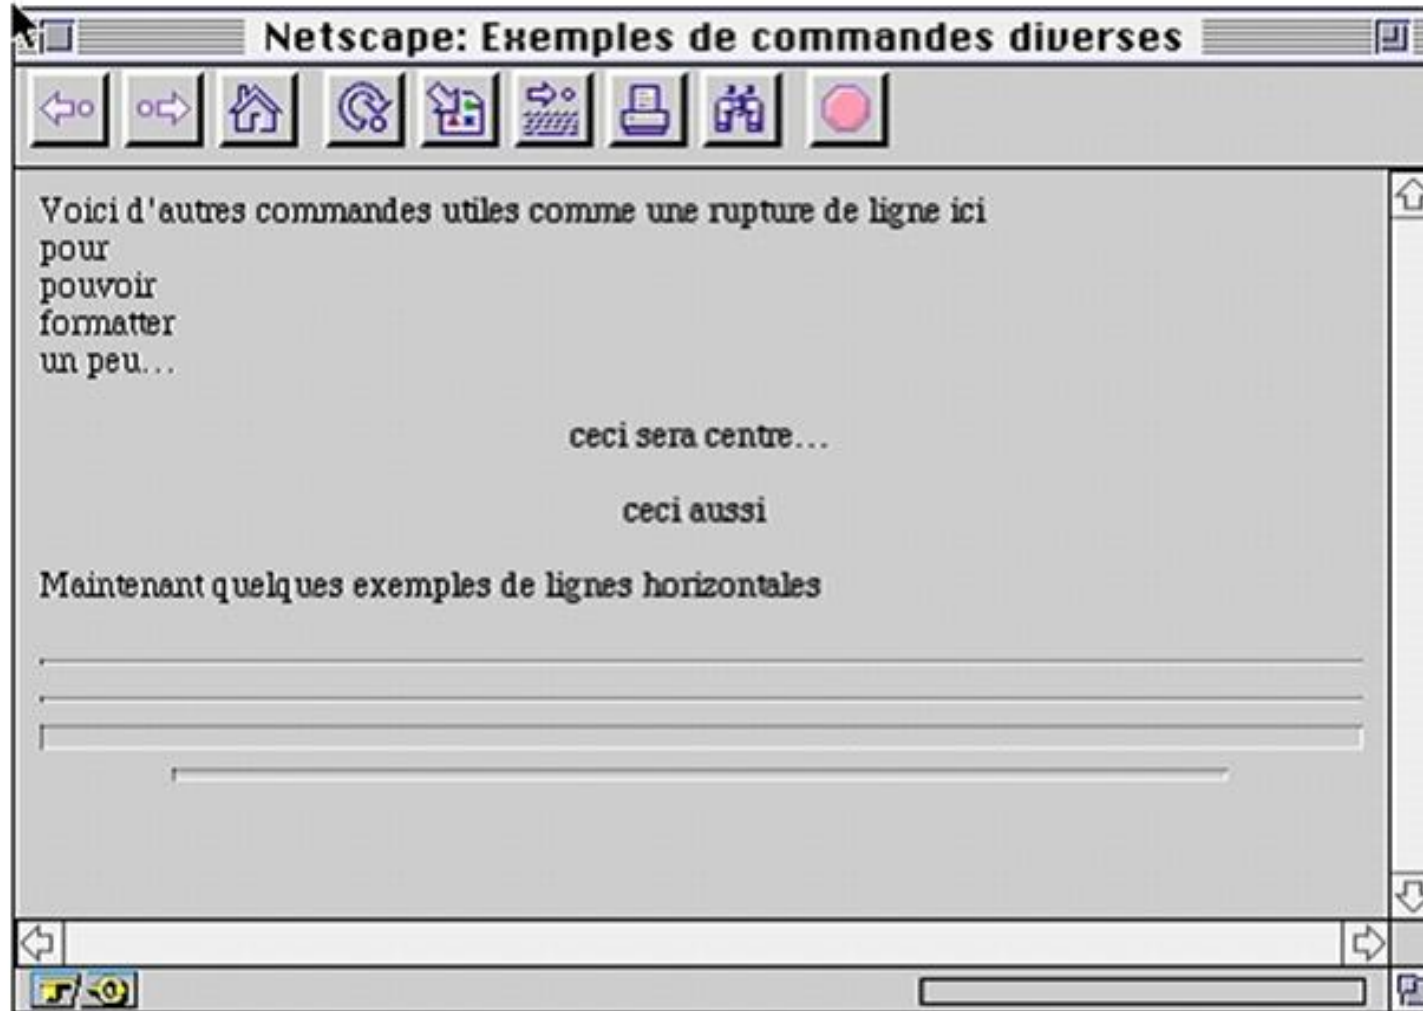 Netscape: Exemples de commandes diverses
Voici d'autres commandes utiles comme une rupture de ligne ici
pour
pouvoir
formatter
un peu...
ceci sera centre...
ceci aussi
Maintenant quelques exemples de lignes horizontales